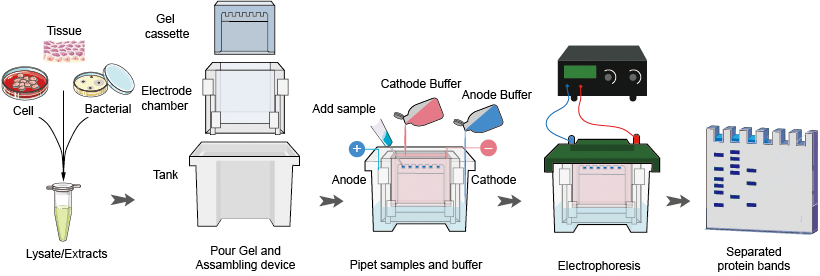 Tissue
Cell
Bacterial
Lysate/Extracts
Gel
cassette
Electrode
chamber
Tank
Pour Gel and
Assembling device
Cathode Buffer
Anode Buffer
Add sample
+
−
Anode
Cathode
Pipet samples and buffer
Electrophoresis
Separated
protein bands